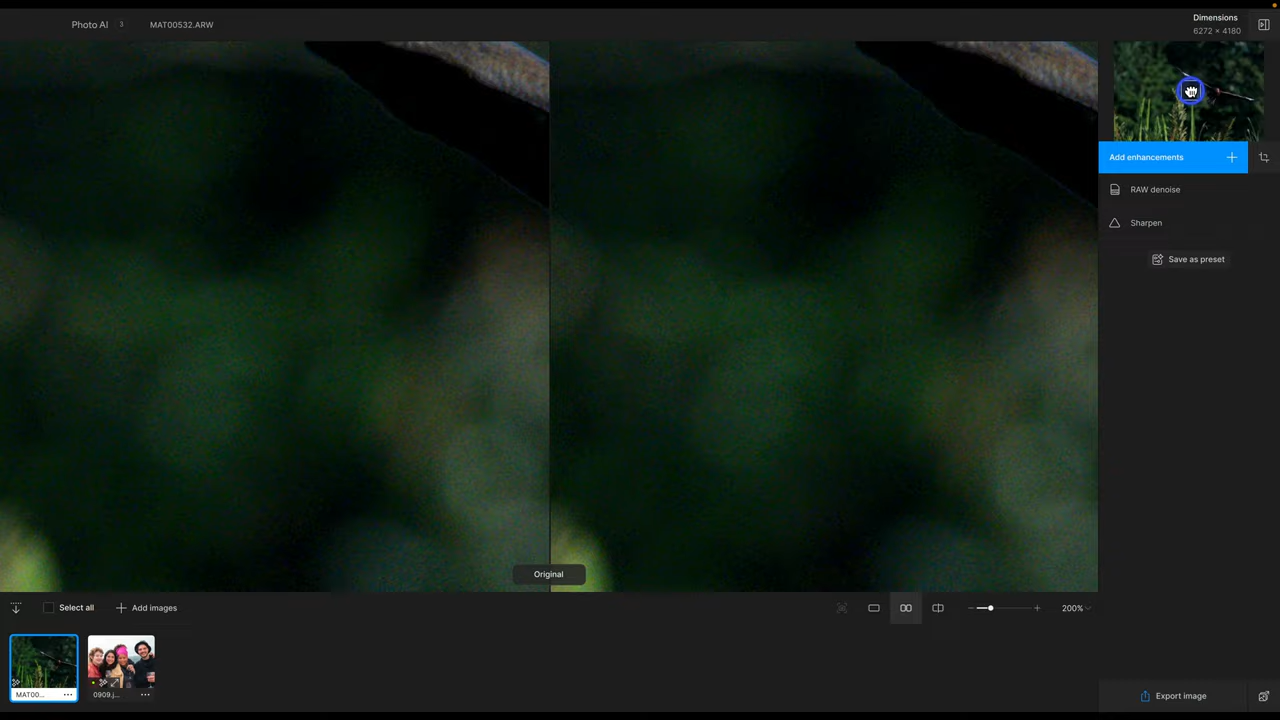 Photo AI 3 MAT00532.ARW
Dimensions
6272 × 4180
Add enhancements
RAW denoise
Sharpen
Save as preset
Original
Select all
Add images
200%
MAT00...
0909.j...
Export image